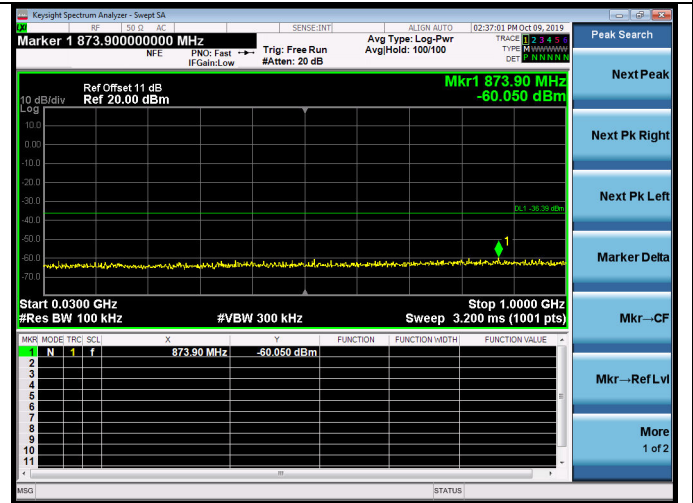 Keysight Spectrum Analyzer - Swept SA
RF 50 Ω AC SENSE:INT ALIGN AUTO 02:37:01 PM Oct 09, 2019
Marker 1 873.900000000 MHz
NFE PNO: Fast Trig: Free Run Avg Type: Log-Pwr TRACE 1 2 3 4 5 6
IFGain:Low #Atten: 20 dB Avg|Hold: 100/100 TYPE M W W W W W
DET P N N N N N
Peak Search
Ref Offset 11 dB Mkr1 873.90 MHz
10 dB/div Ref 20.00 dBm -60.050 dBm
Log
10.0
0.00
-10.0
-20.0
-30.0
DL1 -36.39 dBm
-40.0
-50.0
1
-60.0
-70.0
Start 0.0300 GHz Stop 1.0000 GHz
#Res BW 100 kHz #VBW 300 kHz Sweep 3.200 ms (1001 pts)
MKR MODE TRC SCL X Y FUNCTION FUNCTION WIDTH FUNCTION VALUE
1 N 1 f 873.90 MHz -60.050 dBm
2
3
4
5
6
7
8
9
10
11
MSG STATUS
Next Peak
Next Pk Right
Next Pk Left
Marker Delta
Mkr→CF
Mkr→Ref Lvl
More
1 of 2